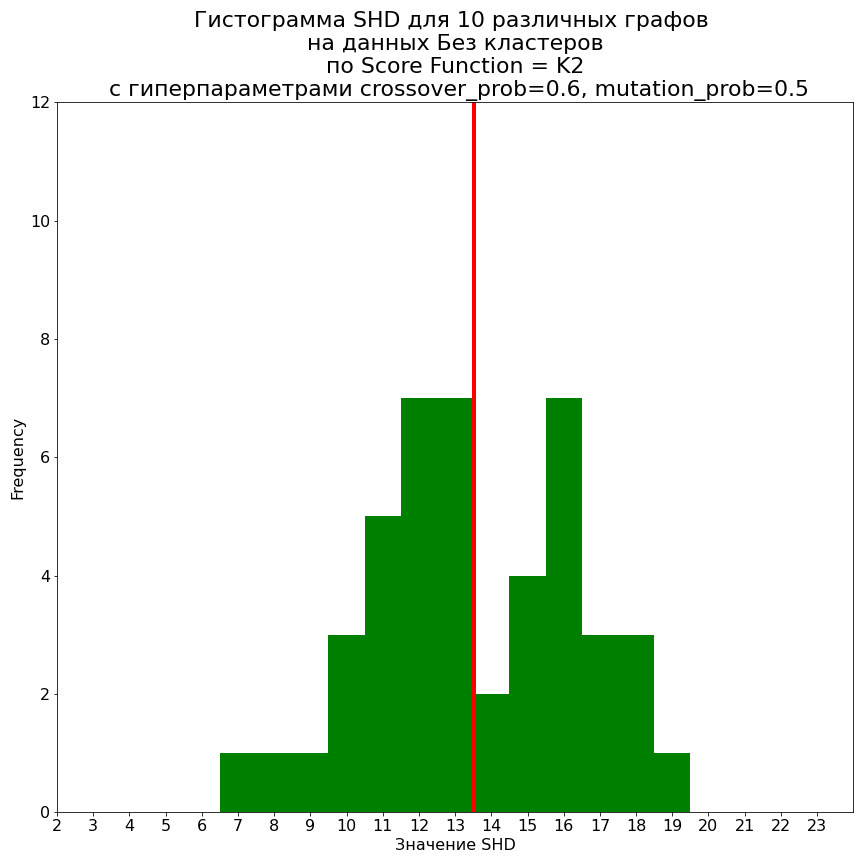 Гистограмма SHD для 10 различных графов
на данных Без кластеров
по Score Function = K2
с гиперпараметрами crossover_prob=0.6, mutation_prob=0.5
12
10
8
6
4
2
0
Frequency
2 3 4 5 6 7 8 9 10 11 12 13 14 15 16 17 18 19 20 21 22 23
Значение SHD